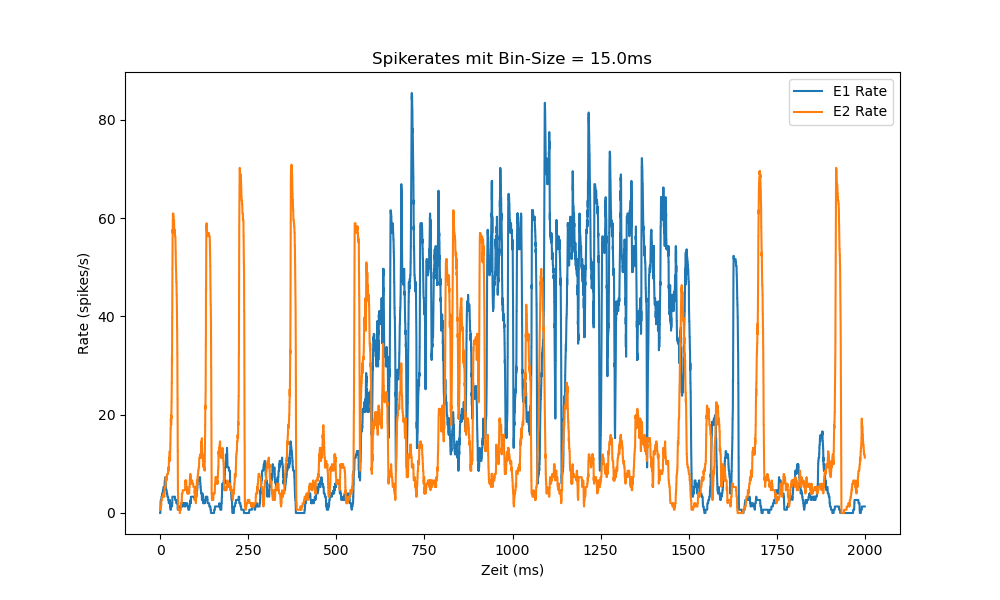 Spikerates mit Bin-Size = 15.0ms
E1 Rate
E2 Rate
80
60
40
20
0
Rate (spikes/s)
0 250 500 750 1000 1250 1500 1750 2000
Zeit (ms)